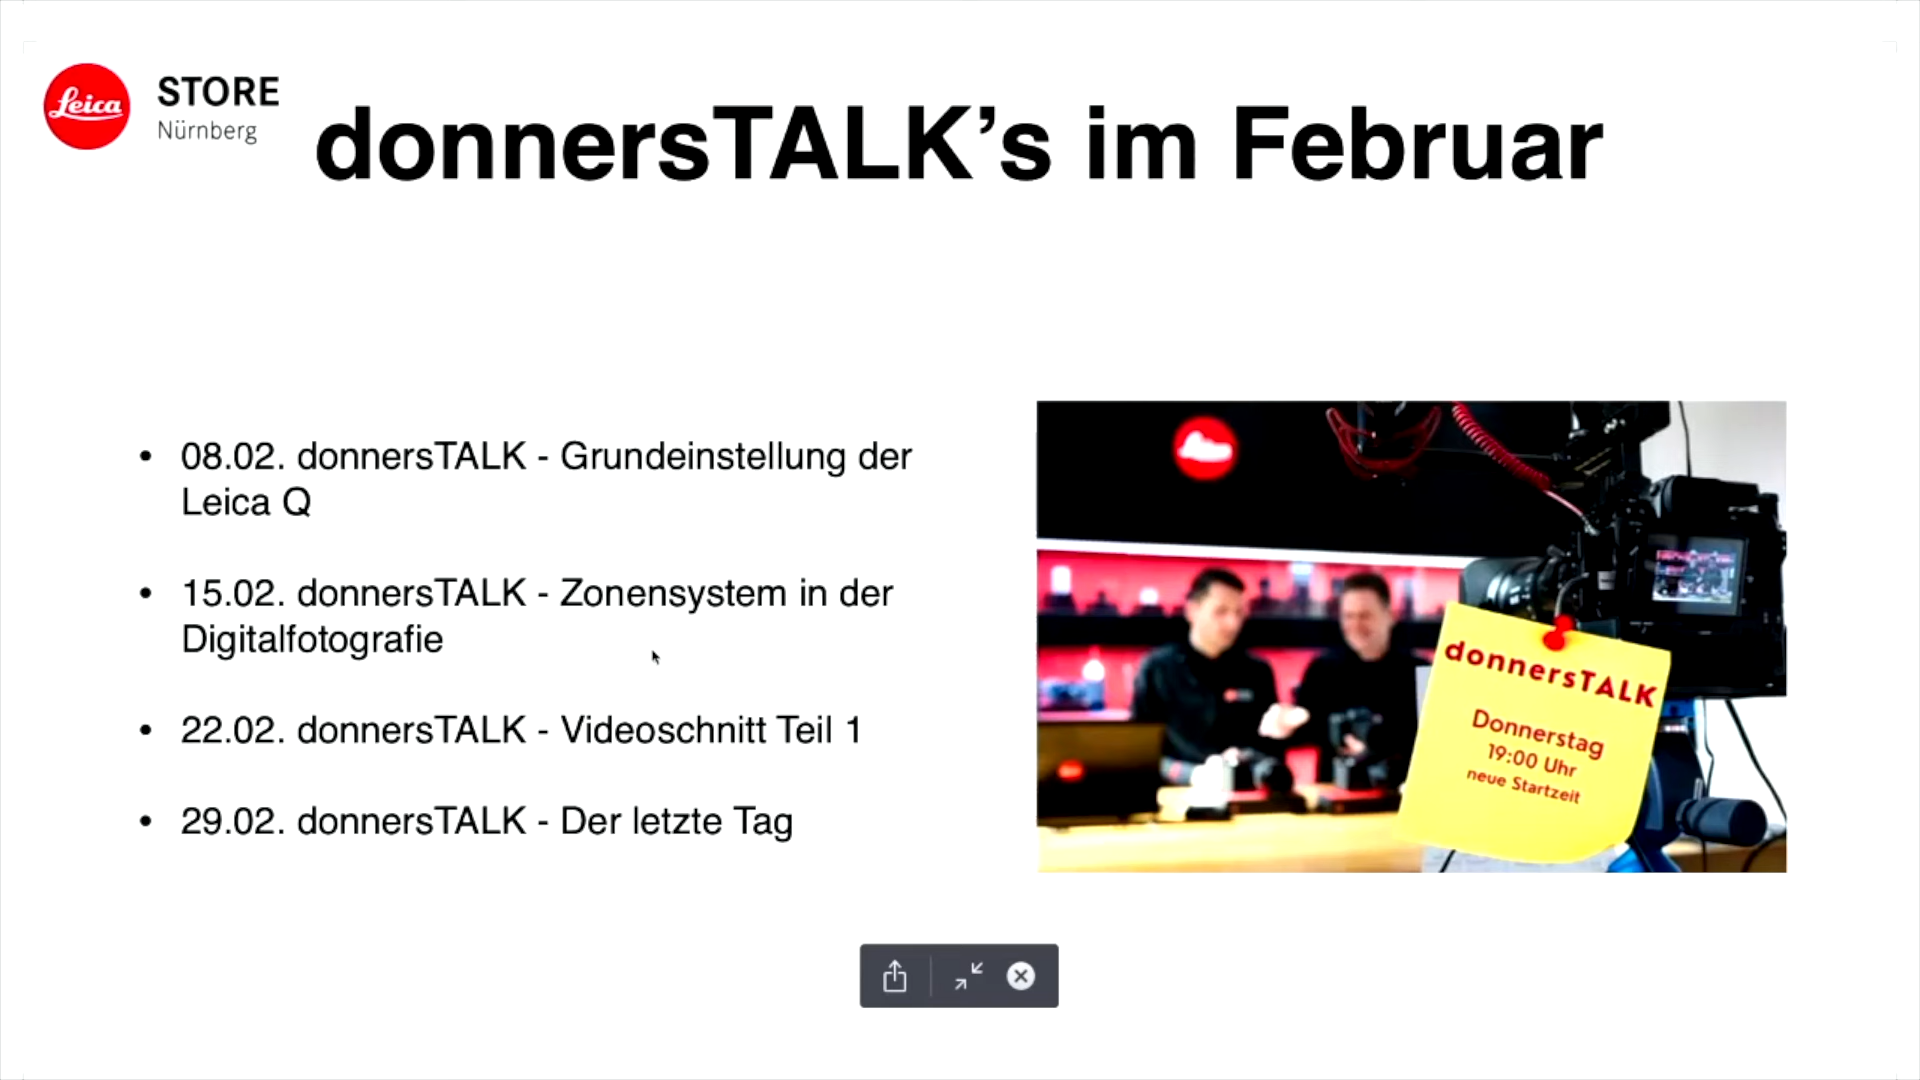 Leica
STORE
Nürnberg
donnersTALK’s im Februar
• 08.02. donnersTALK - Grundeinstellung der
Leica Q
• 15.02. donnersTALK - Zonensystem in der
Digitalfotografie
• 22.02. donnersTALK - Videoschnitt Teil 1
• 29.02. donnersTALK - Der letzte Tag
Leica
donnersTALK
Donnerstag
19:00 Uhr
neue Startzeit